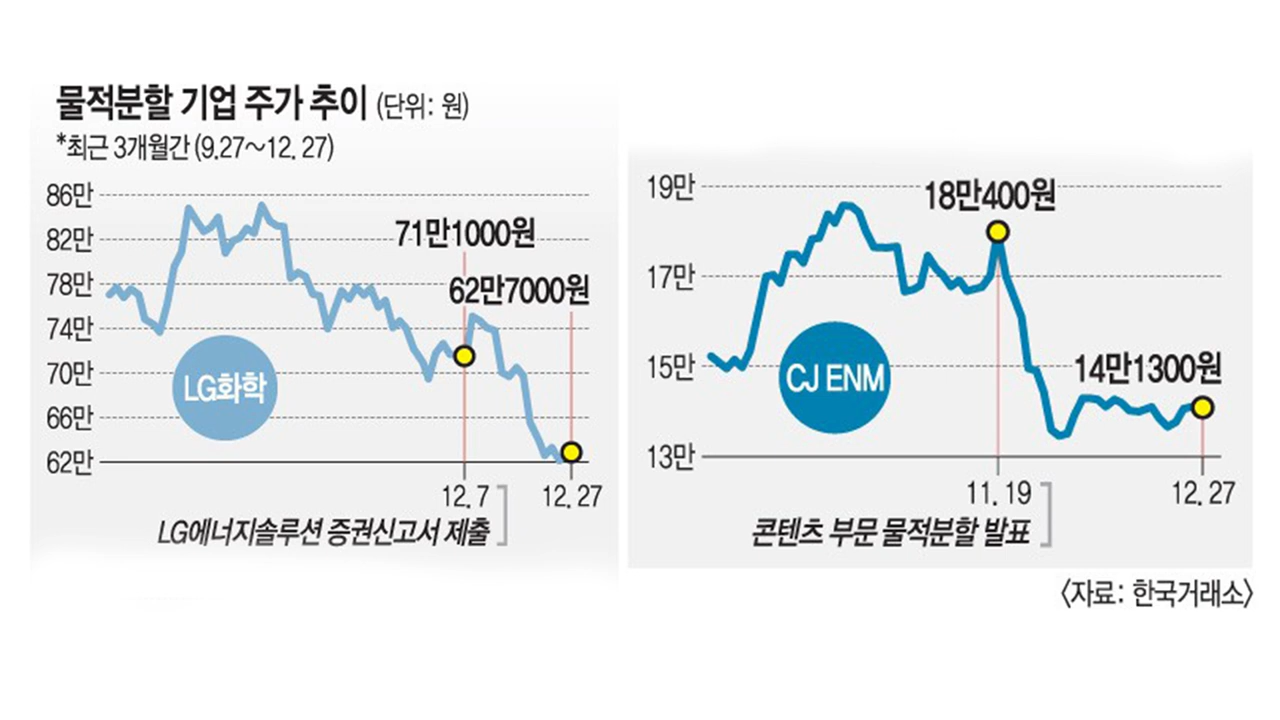 물적분할 기업 주가 추이 (단위: 원)
*최근 3개월간 (9.27~12. 27)
86만
82만
78만
74만
70만
66만
62만
71만1000원
62만7000원
LG화학
12. 7
12. 27
LG에너지솔루션 증권신고서 제출
19만
17만
15만
13만
18만400원
14만1300원
CJ ENM
11. 19
12. 27
콘텐츠 부문 물적분할 발표
〈자료: 한국거래소〉